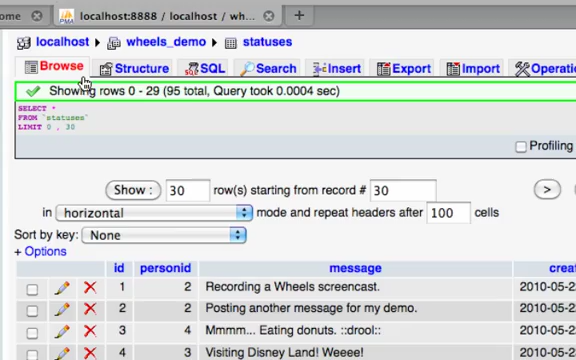 ome localhost:8888 / localhost / wh...
localhost wheels_demo statuses
Browse Structure SQL Search Insert Export Import Operatio
Showing rows 0 - 29 (95 total, Query took 0.0004 sec)
SELECT *
FROM `statuses`
LIMIT 0 , 30
Profiling
Show : 30 row(s) starting from record # 30 >
in horizontal mode and repeat headers after 100 cells
Sort by key: None
+ Options
id personid message creat
1 2 Recording a Wheels screencast. 2010-05-2
2 2 Posting another message for my demo. 2010-05-2
3 4 Mmmm... Eating donuts. ::drool:: 2010-05-2
4 3 Visiting Disney Land! Weeee! 2010-05-2